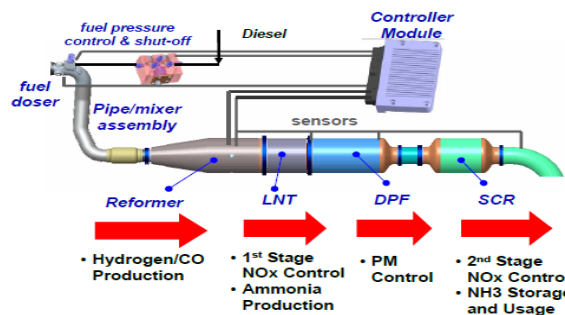 fuel pressure
control & shut-off
Diesel
Controller
Module
fuel
doser
Pipe/mixer
assembly
sensors
Reformer
LNT
DPF
SCR
• Hydrogen/CO
Production
• 1st Stage
NOx Control
• Ammonia
Production
• PM
Control
• 2nd Stage
NOx Control
• NH3 Storage
and Usage